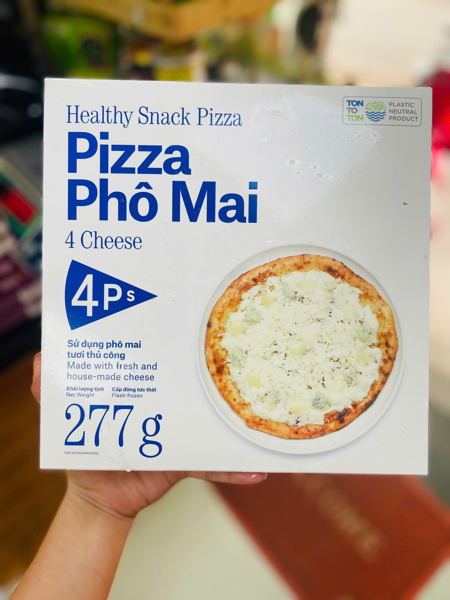 Healthy Snack Pizza
TON
TO
TON
PLASTIC
NEUTRAL
PRODUCT
Pizza
Phô Mai
4 Cheese
4Ps
Sử dụng phô mai
tươi thủ công
Made with fresh and
house-made cheese
Khối lượng tịnh Cấp đông tức thời
Net Weight Flash-frozen
277g